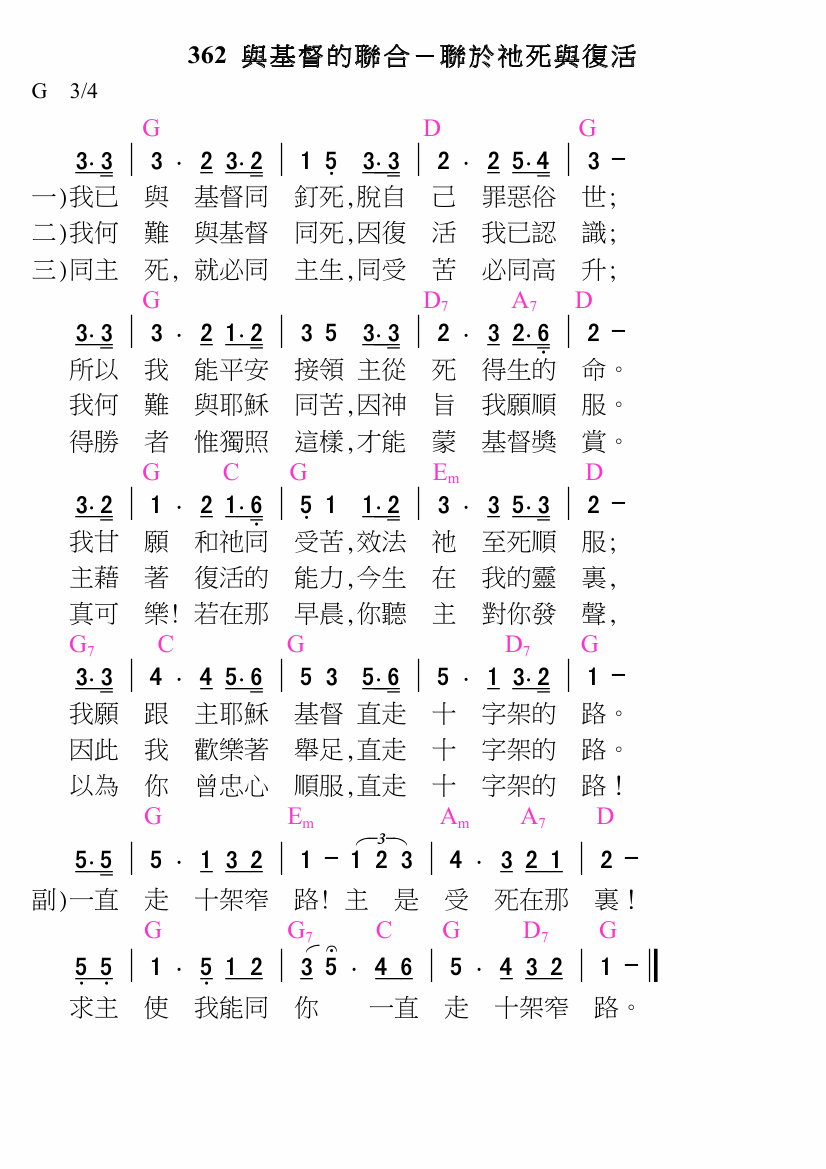 362 與基督的聯合－聯於祂死與復活
G 3/4
G D G
3· 3 | 3 · 2 3· 2 | 1 5 3· 3 | 2 · 2 5· 4 | 3 −
一)我已 與 基督同 釘死,脫自 己 罪惡俗 世;
二)我何 難 與基督 同死,因復 活 我已認 識;
三)同主 死, 就必同 主生,同受 苦 必同高 升;
G D7 A7 D
3· 3 | 3 · 2 1· 2 | 3 5 3· 3 | 2 · 3 2· 6 | 2 −
所以 我 能平安 接領 主從 死 得生的 命。
我何 難 與耶穌 同苦,因神 旨 我願順 服。
得勝 者 惟獨照 這樣,才能 蒙 基督獎 賞。
G C G Em D
3· 2 | 1 · 2 1· 6 | 5 1 1· 2 | 3 · 3 5· 3 | 2 −
我甘 願 和祂同 受苦,效法 祂 至死順 服;
主藉 著 復活的 能力,今生 在 我的靈 裏,
真可 樂! 若在那 早晨,你聽 主 對你發 聲,
G7 C G D7 G
3· 3 | 4 · 4 5· 6 | 5 3 5· 6 | 5 · 1 3· 2 | 1 −
我願 跟 主耶穌 基督 直走 十 字架的 路。
因此 我 歡樂著 舉足,直走 十 字架的 路。
以為 你 曾忠心 順服,直走 十 字架的 路!
G Em Am A7 D
5· 5 | 5 · 1 3 2 | 1 − 1 2 3 | 4 · 3 2 1 | 2 −
3
副)一直 走 十架窄 路! 主 是 受 死在那 裏!
G G7 C G D7 G
5 5 | 1 · 5 1 2 | 3 5 · 4 6 | 5 · 4 3 2 | 1 −
求主 使 我能同 你 一直 走 十架窄 路。